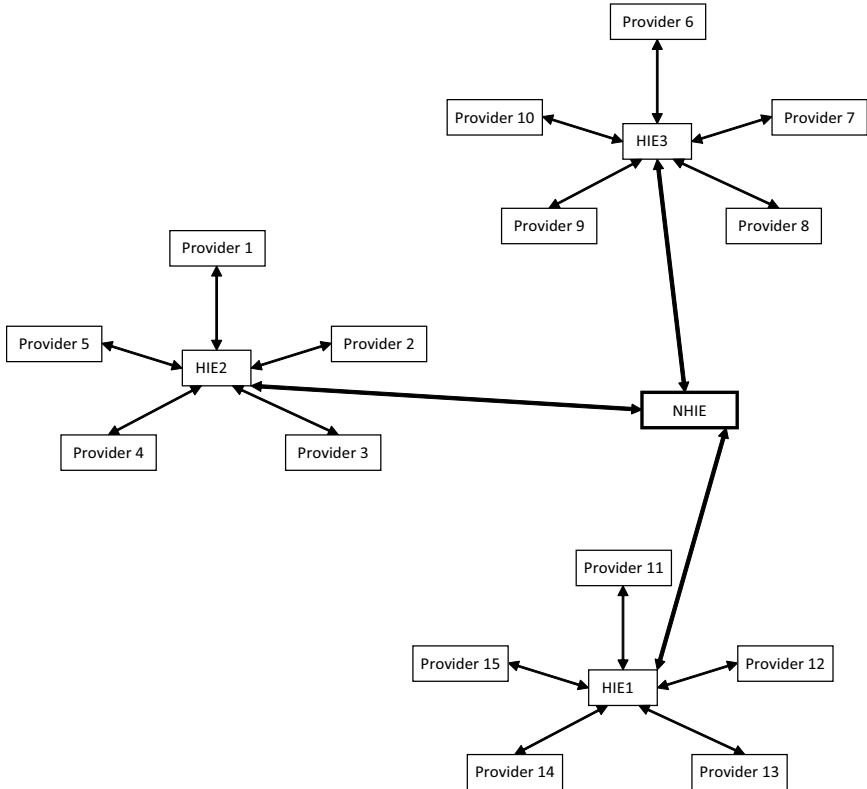 Provider 6
Provider 10
Provider 7
HIE3
Provider 9
Provider 8
Provider 1
Provider 5
Provider 2
HIE2
NHIE
Provider 4
Provider 3
Provider 11
Provider 15
Provider 12
HIE1
Provider 14
Provider 13